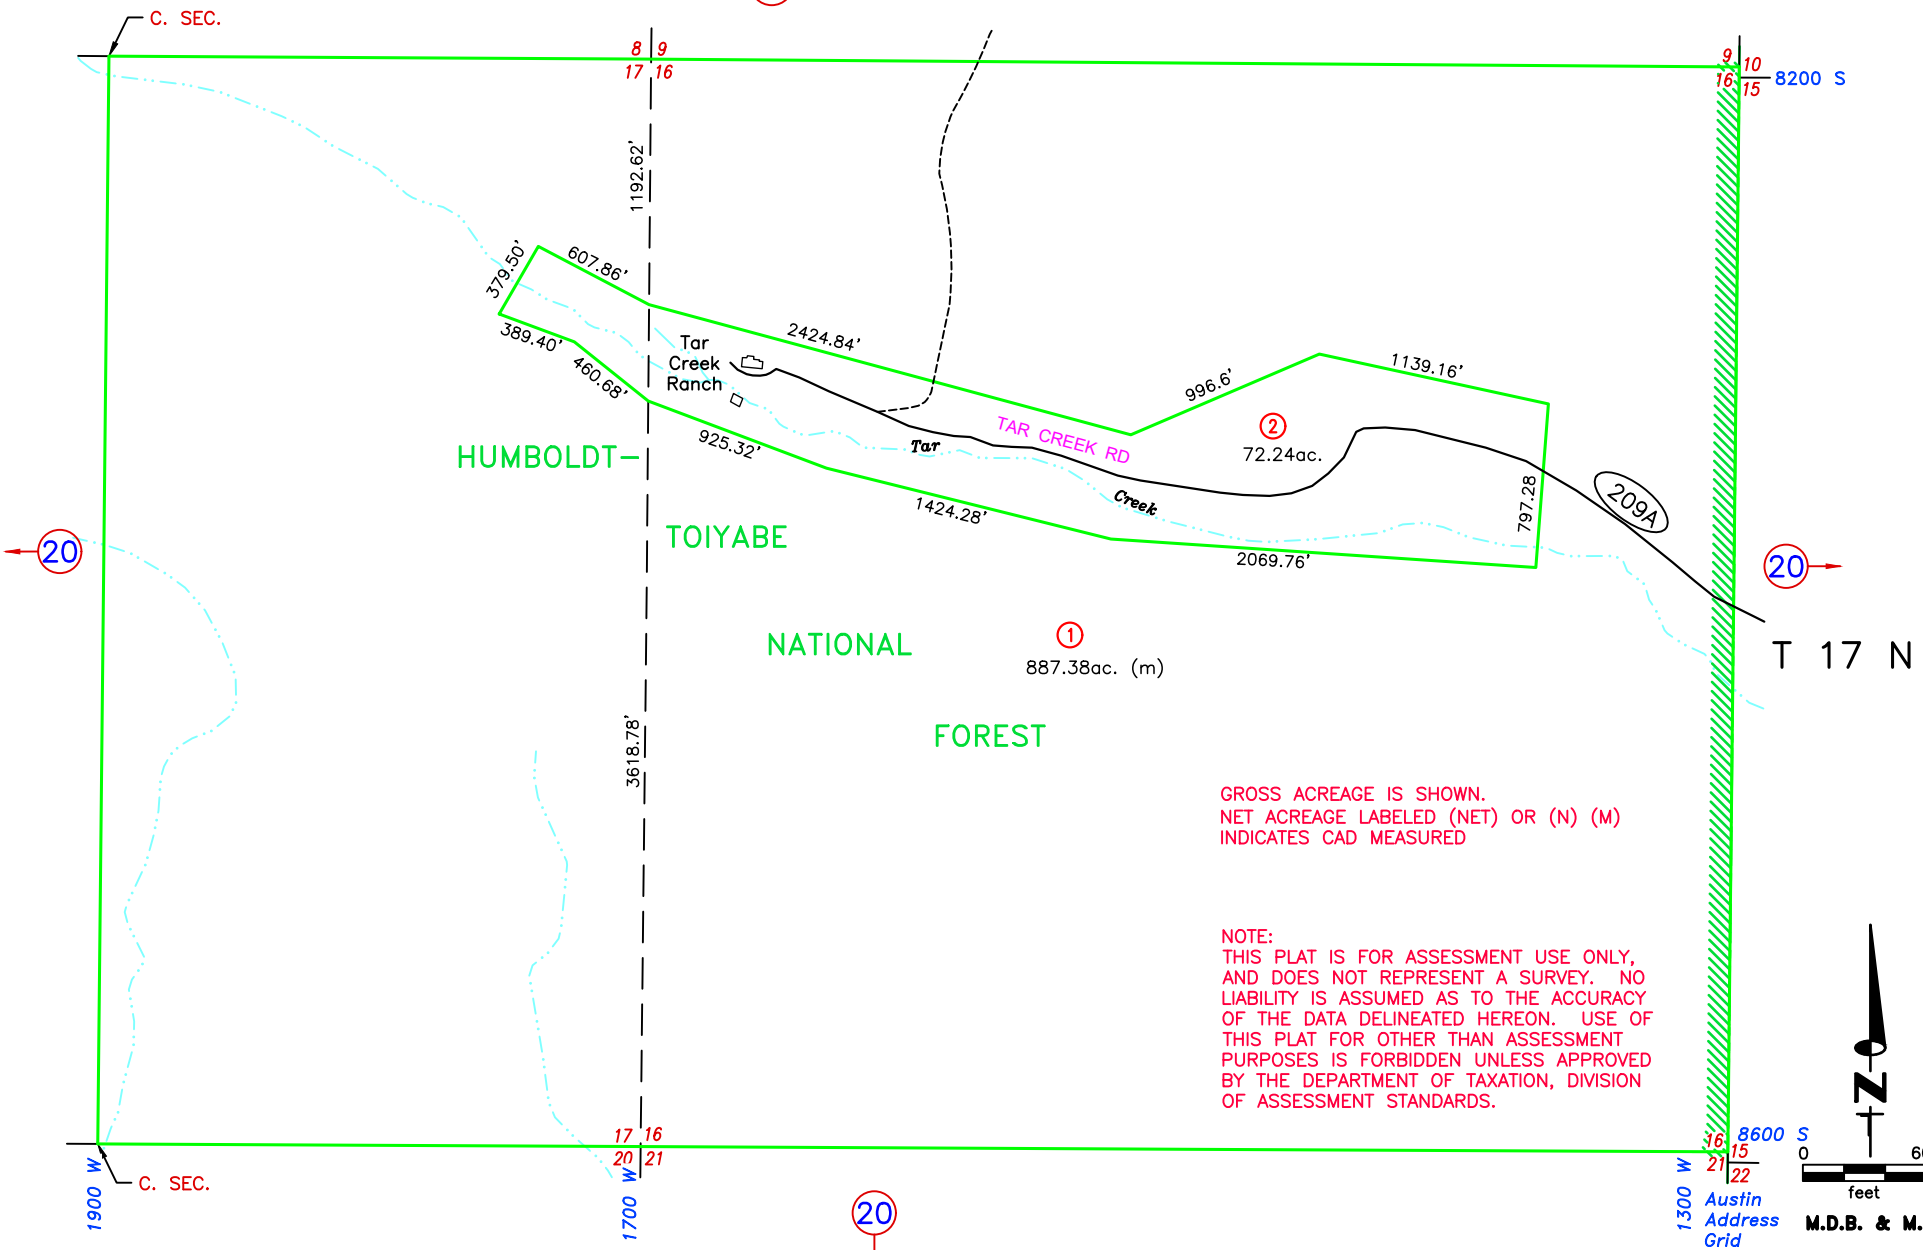 C. SEC.
8 9
17 16
9 10
16 15
8200 S
1192.62'
379.50'
607.86'
389.40'
460.68'
Tar
Creek
Ranch
2424.84'
996.6'
1139.16'
2
72.24ac.
TAR CREEK RD
Tar
Creek
925.32'
1424.28'
2069.76'
797.28
209A
HUMBOLDT-
TOIYABE
NATIONAL
FOREST
20
20
1
887.38ac. (m)
T 17 N
3618.78'
GROSS ACREAGE IS SHOWN.
NET ACREAGE LABELED (NET) OR (N) (M)
INDICATES CAD MEASURED
NOTE:
THIS PLAT IS FOR ASSESSMENT USE ONLY,
AND DOES NOT REPRESENT A SURVEY. NO
LIABILITY IS ASSUMED AS TO THE ACCURACY
OF THE DATA DELINEATED HEREON. USE OF
THIS PLAT FOR OTHER THAN ASSESSMENT
PURPOSES IS FORBIDDEN UNLESS APPROVED
BY THE DEPARTMENT OF TAXATION, DIVISION
OF ASSESSMENT STANDARDS.
N
17 16
20 21
16 15
21 22
8600 S
C. SEC.
1900 W
1700 W
1300 W
20
Austin
Address
Grid
0
feet
M.D.B. & M.